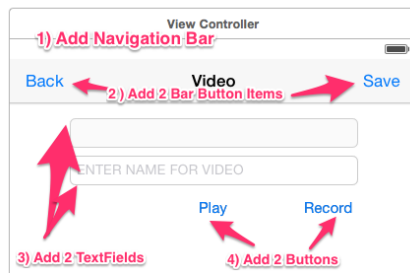 View Controller
1) Add Navigation Bar
Back Video Save
2 ) Add 2 Bar Button Items
ENTER NAME FOR VIDEO
Play Record
3) Add 2 TextFields 4) Add 2 Buttons